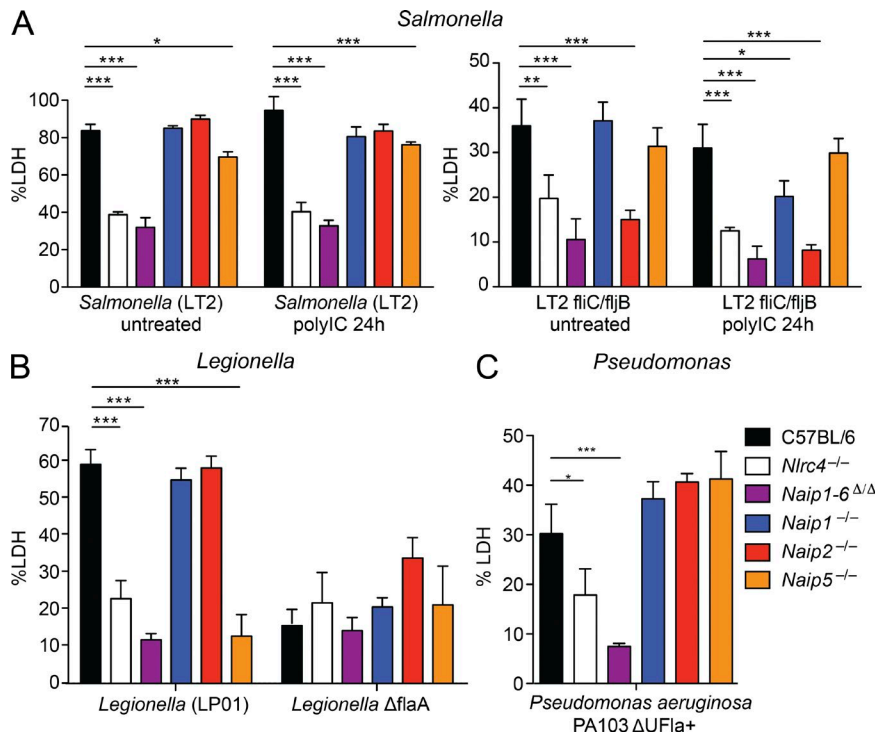 A
Salmonella
*
***
***
***
***
***
***
***
***
**
***
*
***
***
%LDH
100
80
60
40
20
0
%LDH
50
40
30
20
10
0
Salmonella (LT2)
untreated
Salmonella (LT2)
polyIC 24h
LT2 fliC/fljB
untreated
LT2 fliC/fljB
polyIC 24h
B
Legionella
***
***
***
%LDH
70
60
50
40
30
20
10
0
Legionella (LP01)
Legionella ΔflaA
C
Pseudomonas
***
*
% LDH
50
40
30
20
10
0
Pseudomonas aeruginosa
PA103 ΔUFla+
C57BL/6
Nlrc4–/–
Naip1-6Δ/Δ
Naip1–/–
Naip2–/–
Naip5–/–